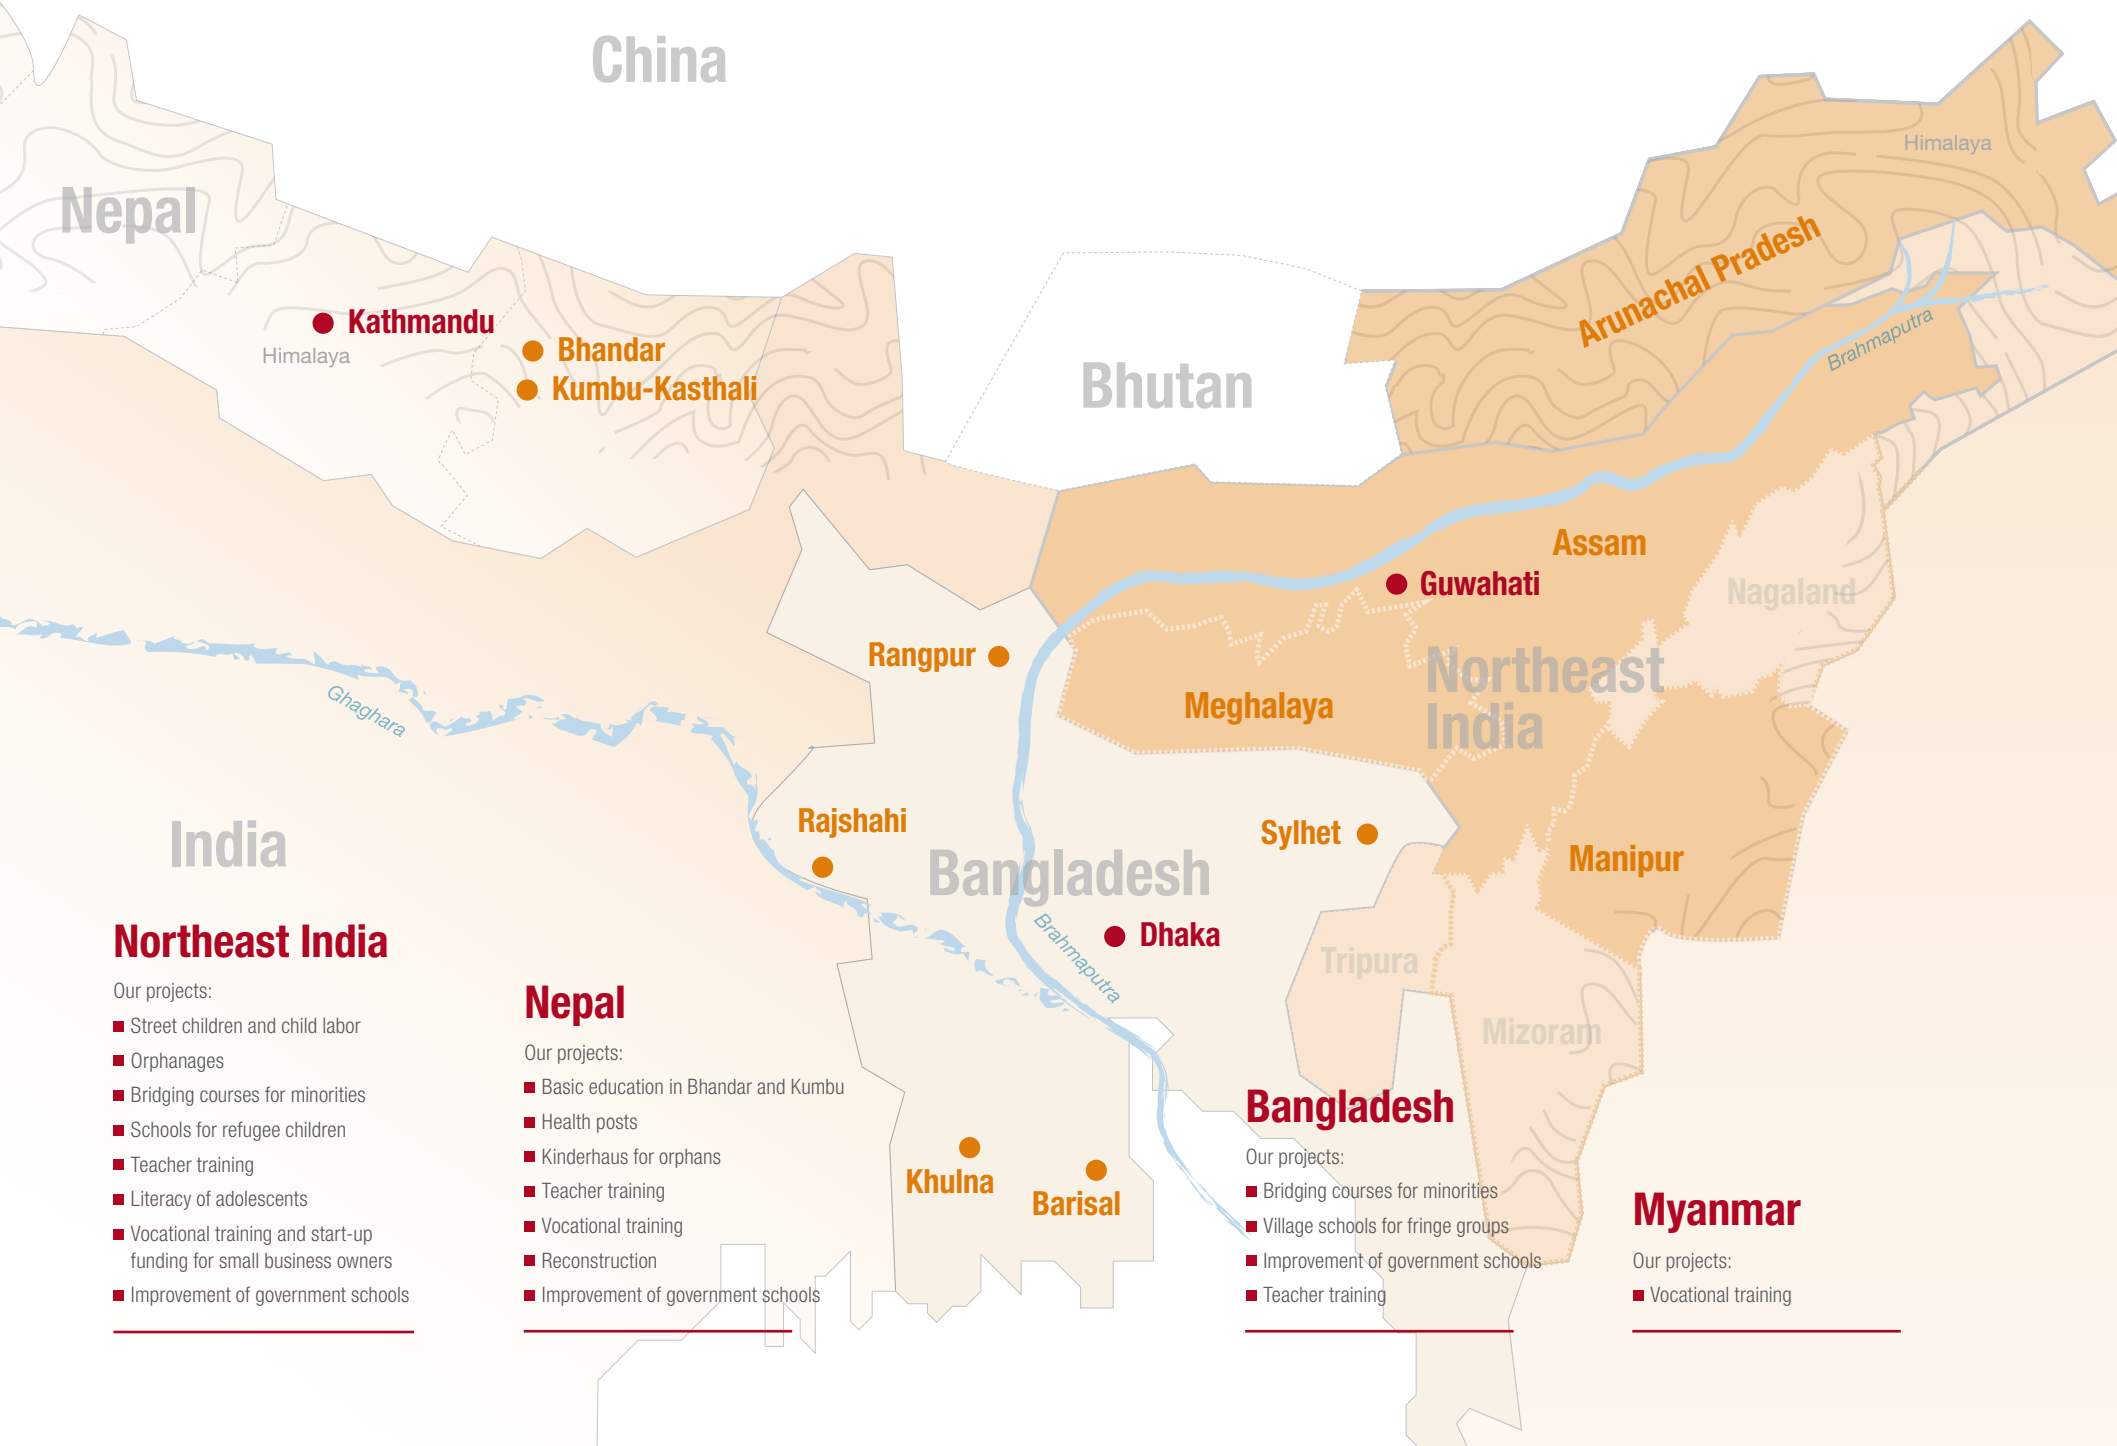 China
Himalaya
Nepal
Arunachal Pradesh
Kathmandu
Himalaya
Bhandar
Kumbu-Kasthali
Bhutan
Brahmaputra
Assam
Guwahati
Nagaland
Rangpur
Northeast
India
Meghalaya
Ghaghara
Rajshahi
Sylhet
India
Bangladesh
Manipur
Dhaka
Brahmaputra
Tripura
Mizoram
Khulna
Barisal
Northeast India
Our projects:
Street children and child labor
Orphanages
Bridging courses for minorities
Schools for refugee children
Teacher training
Literacy of adolescents
Vocational training and start-up
funding for small business owners
Improvement of government schools
Nepal
Our projects:
Basic education in Bhandar and Kumbu
Health posts
Kinderhaus for orphans
Teacher training
Vocational training
Reconstruction
Improvement of government schools
Bangladesh
Our projects:
Bridging courses for minorities
Village schools for fringe groups
Improvement of government schools
Teacher training
Myanmar
Our projects:
Vocational training